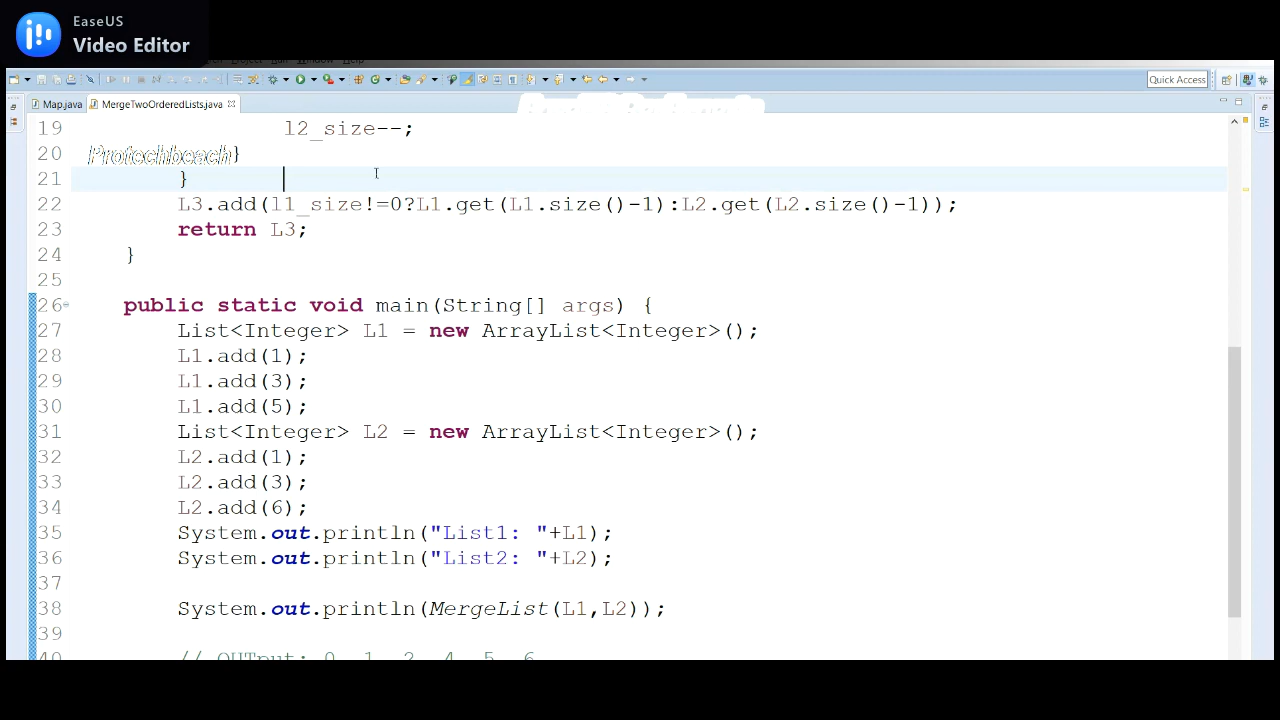 EaseUS
Video Editor
Quick Access
Map.java
MergeTwoOrderedLists.java
19 l2_size--;
20 Protechboach}
21 }
22 L3.add(l1_size!=0?L1.get(L1.size()-1):L2.get(L2.size()-1));
23 return L3;
24 }
25
26 public static void main(String[] args) {
27 List<Integer> L1 = new ArrayList<Integer>();
28 L1.add(1);
29 L1.add(3);
30 L1.add(5);
31 List<Integer> L2 = new ArrayList<Integer>();
32 L2.add(1);
33 L2.add(3);
34 L2.add(6);
35 System.out.println("List1: "+L1);
36 System.out.println("List2: "+L2);
37
38 System.out.println(MergeList(L1,L2));
39
40 // OUTput: 0, 1, 2, 4, 5, 6